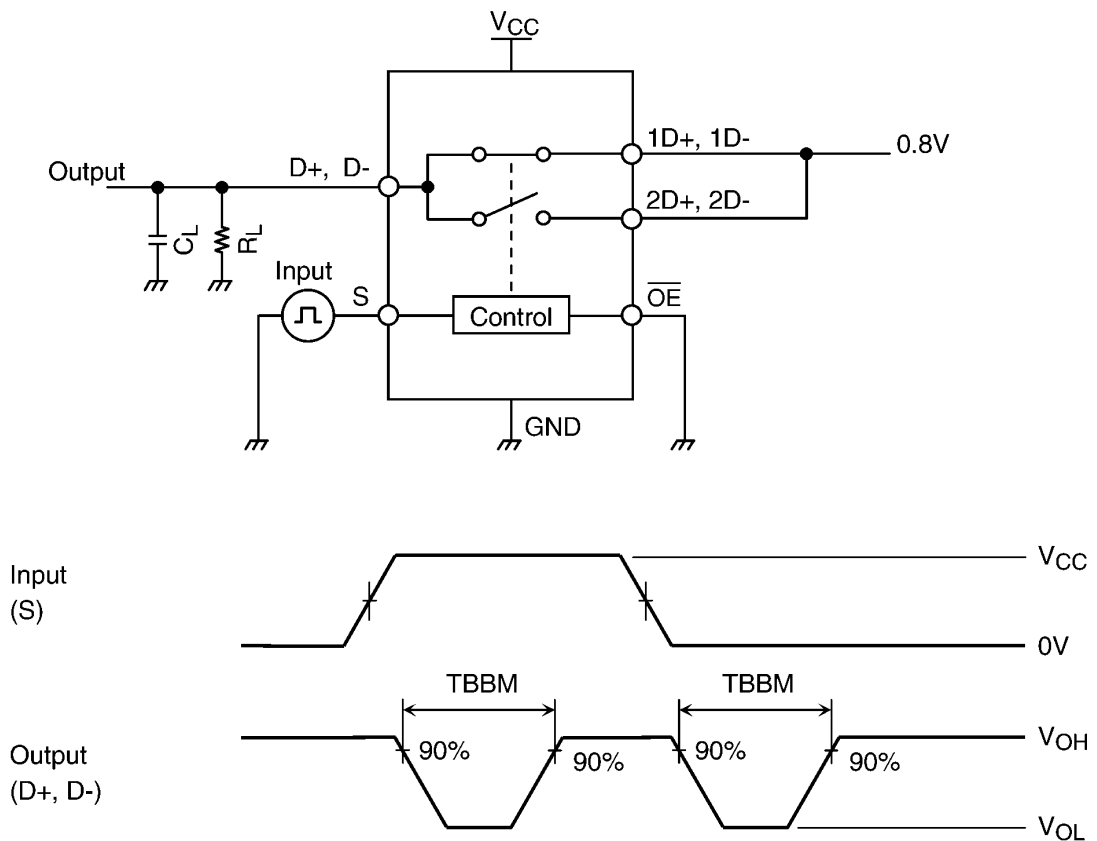 VCC
1D+, 1D-
0.8V
Output
D+, D-
2D+, 2D-
CL
RL
Input
S
Control
OE
GND
Input
(S)
VCC
0V
TBBM
TBBM
Output
(D+, D-)
90%
90%
90%
90%
VOH
VOL